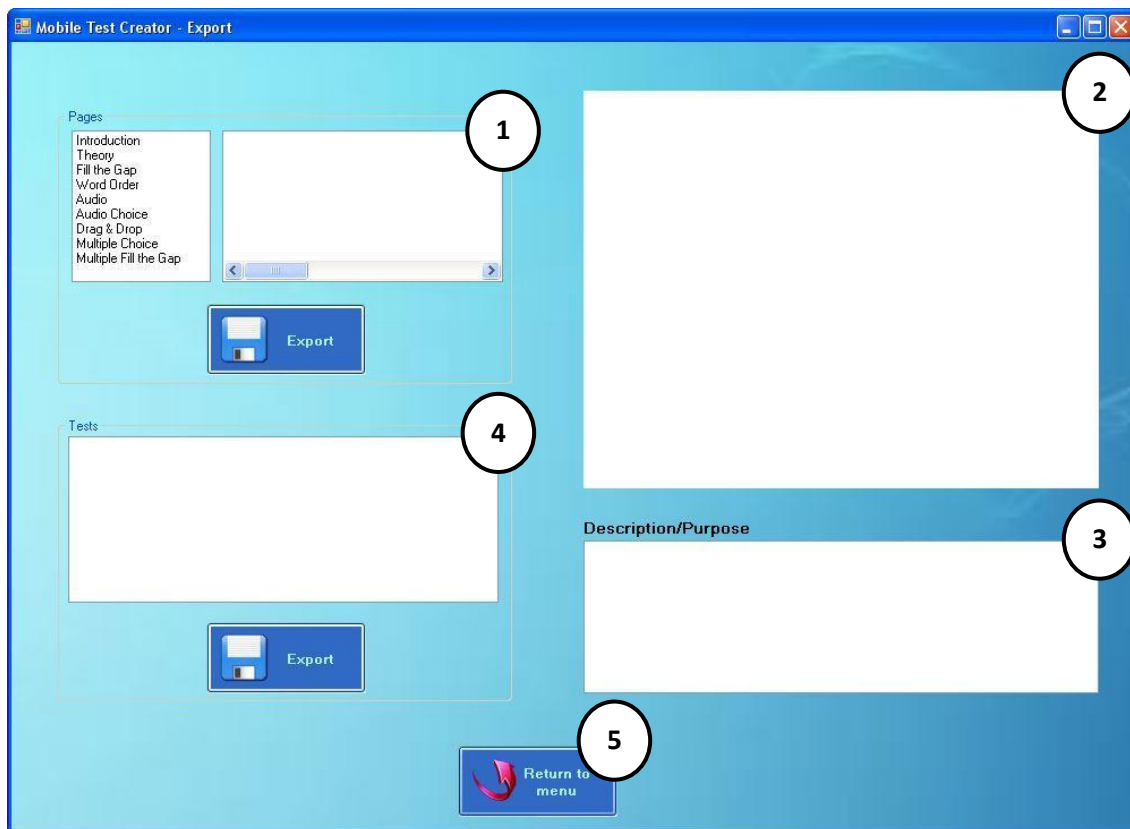 Mobile Test Creator - Export
2
1
Pages
Introduction
Theory
Fill the Gap
Word Order
Audio
Audio Choice
Drag & Drop
Multiple Choice
Multiple Fill the Gap
Export
4
Tests
Description/Purpose
3
Export
5
Return to
menu